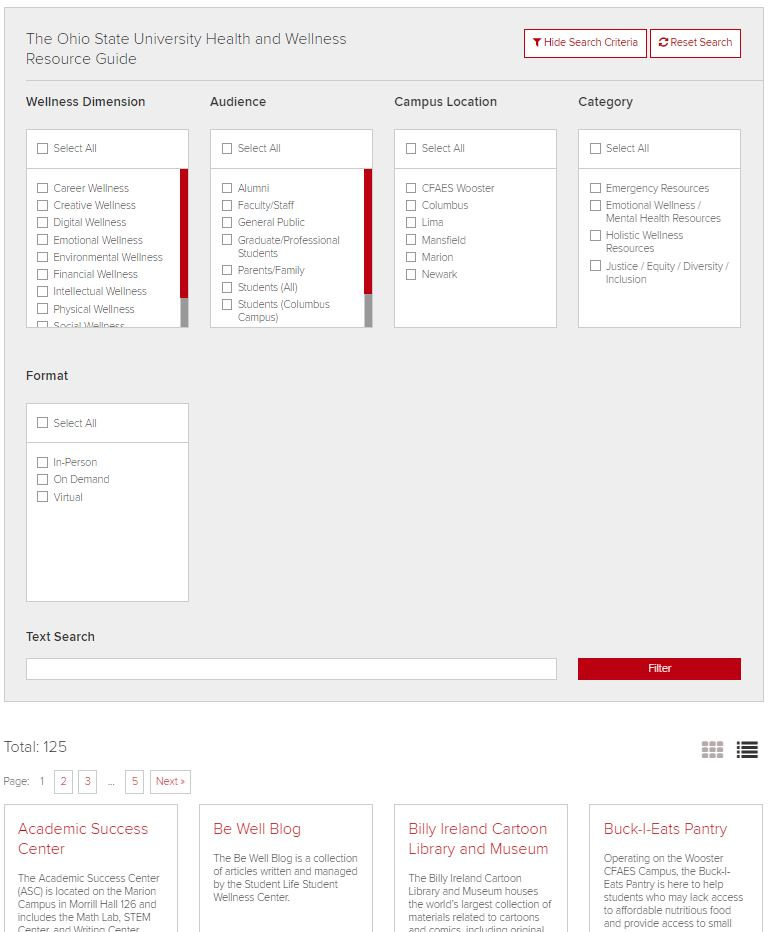 The Ohio State University Health and Wellness
Resource Guide
Hide Search Criteria
Reset Search
Wellness Dimension
Audience
Campus Location
Category
Select All
Career Wellness
Creative Wellness
Digital Wellness
Emotional Wellness
Environmental Wellness
Financial Wellness
Intellectual Wellness
Physical Wellness
Social Wellness
Select All
Alumni
Faculty/Staff
General Public
Graduate/Professional
Students
Parents/Family
Students (All)
Students (Columbus
Campus)
Select All
CFAES Wooster
Columbus
Lima
Mansfield
Marion
Newark
Select All
Emergency Resources
Emotional Wellness /
Mental Health Resources
Holistic Wellness
Resources
Justice / Equity / Diversity /
Inclusion
Format
Select All
In-Person
On Demand
Virtual
Text Search
Filter
Total: 125
Page: 1 2 3 ... 5 Next »
Academic Success
Center
The Academic Success Center
(ASC) is located on the Marion
Campus in Morrill Hall 126 and
includes the Math Lab, STEM
Center, and Writing Center
Be Well Blog
The Be Well Blog is a collection
of articles written and managed
by the Student Life Student
Wellness Center.
Billy Ireland Cartoon
Library and Museum
The Billy Ireland Cartoon
Library and Museum houses
the world's largest collection of
materials related to cartoons
and comics, including original
Buck-I-Eats Pantry
Operating on the Wooster
CFAES Campus, the Buck-I-
Eats Pantry is here to help
students who may lack access
to affordable nutritious food
and provide access to small